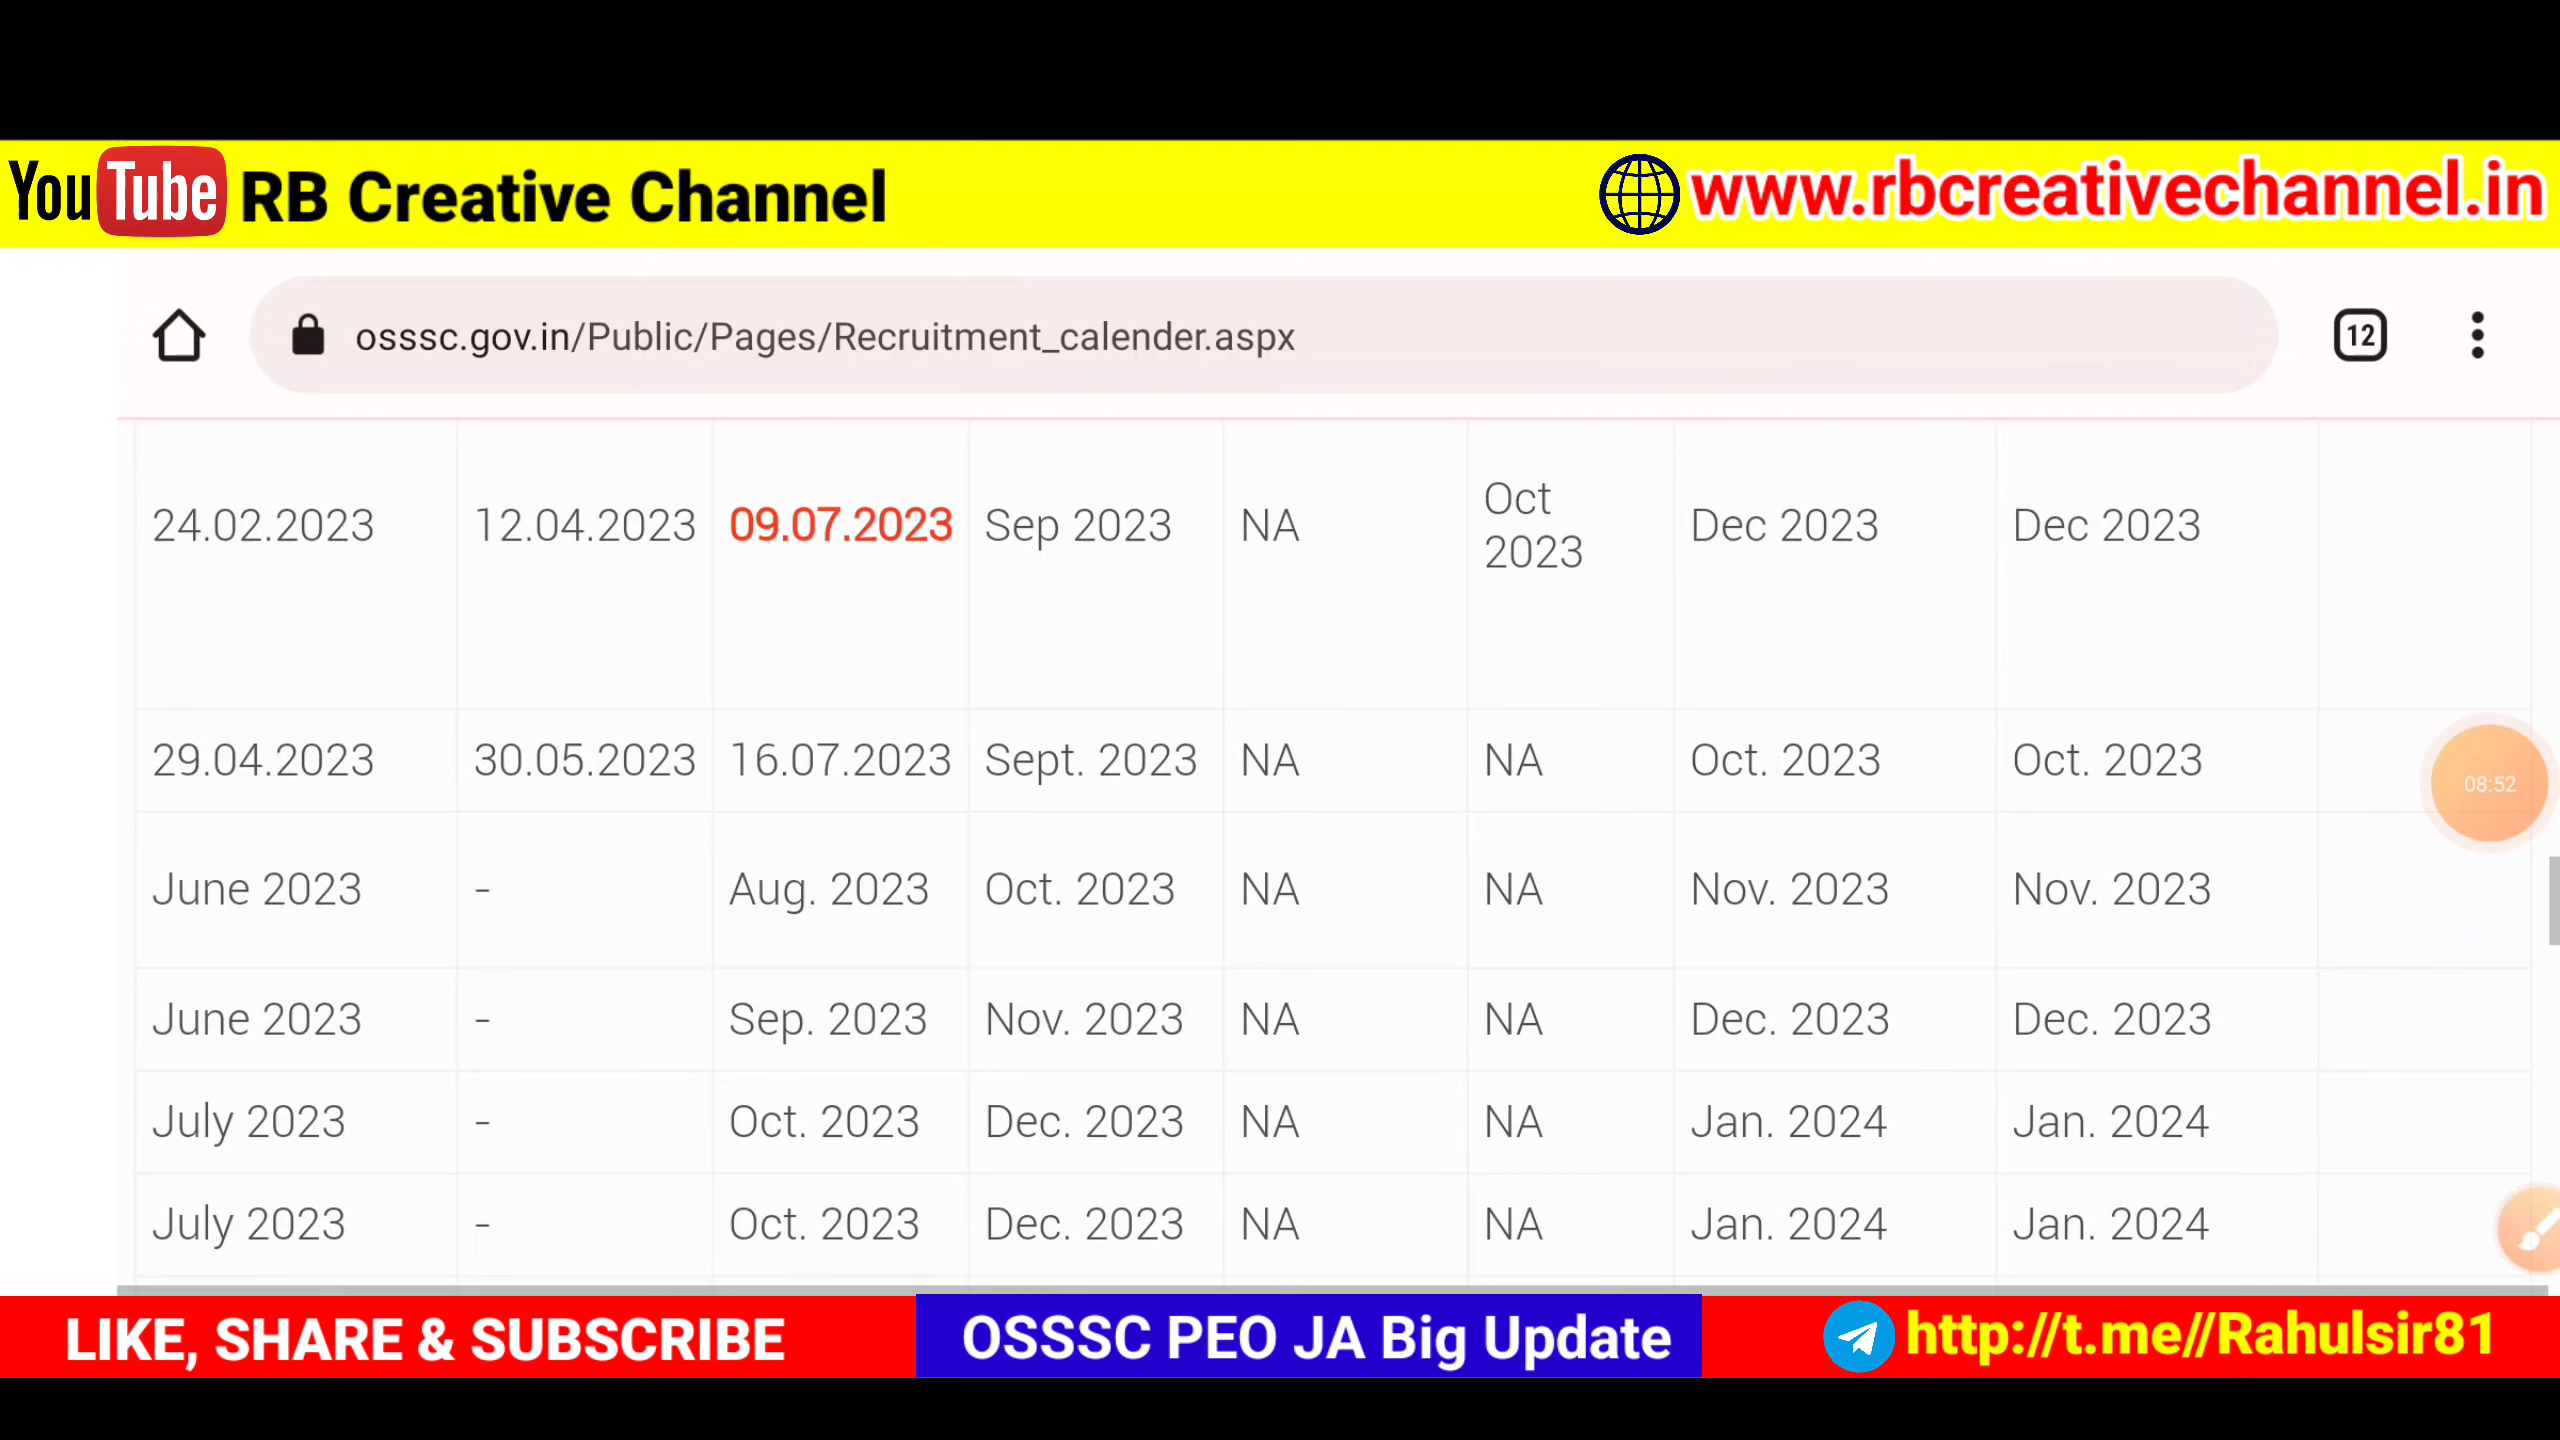 YouTube RB Creative Channel www.rbcreativechannel.in
osssc.gov.in/Public/Pages/Recruitment_calender.aspx 12
24.02.2023 12.04.2023 09.07.2023 Sep 2023 NA Oct 2023 Dec 2023 Dec 2023
29.04.2023 30.05.2023 16.07.2023 Sept. 2023 NA NA Oct. 2023 Oct. 2023
08:52
June 2023 - Aug. 2023 Oct. 2023 NA NA Nov. 2023 Nov. 2023
June 2023 - Sep. 2023 Nov. 2023 NA NA Dec. 2023 Dec. 2023
July 2023 - Oct. 2023 Dec. 2023 NA NA Jan. 2024 Jan. 2024
July 2023 - Oct. 2023 Dec. 2023 NA NA Jan. 2024 Jan. 2024
LIKE, SHARE & SUBSCRIBE OSSSC PEO JA Big Update http://t.me//Rahulsir81